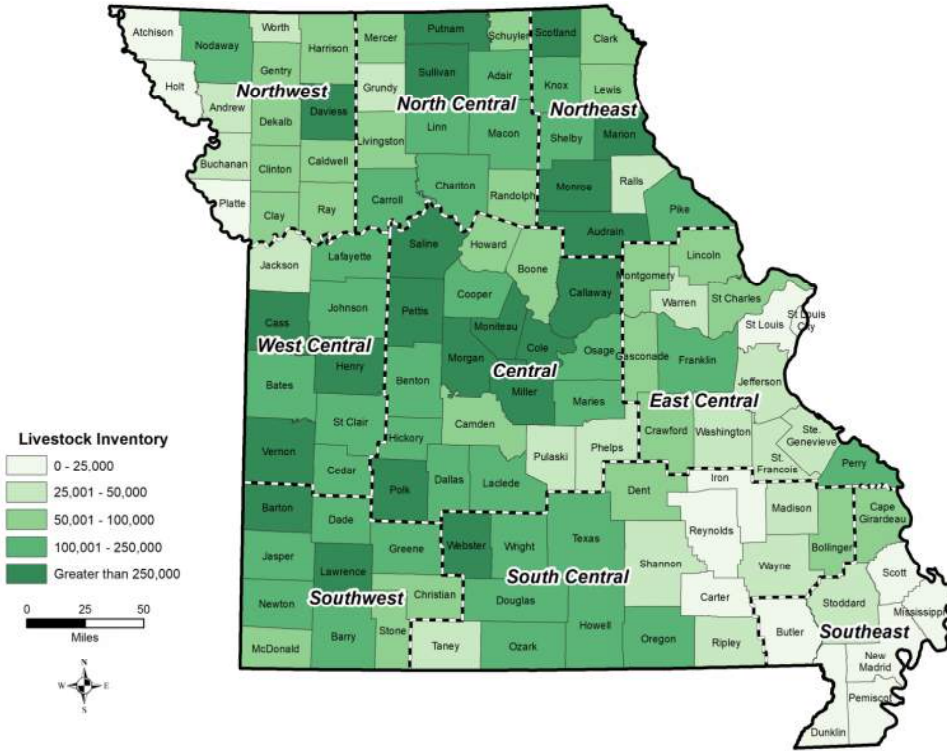 Atchison
Nodaway
Worth
Harrison
Mercer
Putnam
Schuyler
Scotland
Clark
Gentry
Sullivan
Adair
Holt
Northwest
Grundy
North Central
Knox
Lewis
Northeast
Andrew
Dekalb
Daviess
Linn
Macon
Shelby
Marion
Livingston
Buchanan
Clinton
Caldwell
Ralls
Platte
Carroll
Chariton
Randolph
Monroe
Clay
Ray
Pike
Audrain
Saline
Howard
Jackson
Lafayette
Boone
Lincoln
Montgomery
Callaway
Cooper
Warren
St Charles
Johnson
Pettis
Cass
Moniteau
St Louis
St Louis
City
West Central
Cole
Osage
Gasconade
Franklin
Henry
Morgan
Central
Bates
Benton
Miller
Maries
Jefferson
East Central
St Clair
Camden
Hickory
Crawford
Washington
Ste.
Genevieve
Phelps
Pulaski
Vernon
Cedar
Dallas
Laclede
St.
Francois
Perry
Polk
Dent
Iron
Barton
Dade
Madison
Cape
Girardeau
Webster
Wright
Texas
Reynolds
Greene
Bollinger
Jasper
Lawrence
South Central
Shannon
Wayne
Scott
Newton
Southwest
Christian
Douglas
Carter
Stoddard
Mississippi
Howell
Butler
Southeast
McDonald
Barry
Stone
Taney
Ozark
Oregon
Ripley
New
Madrid
Pemiscot
Dunklin
Livestock Inventory
0 - 25,000
25,001 - 50,000
50,001 - 100,000
100,001 - 250,000
Greater than 250,000
0 25 50
Miles
N
W E
S